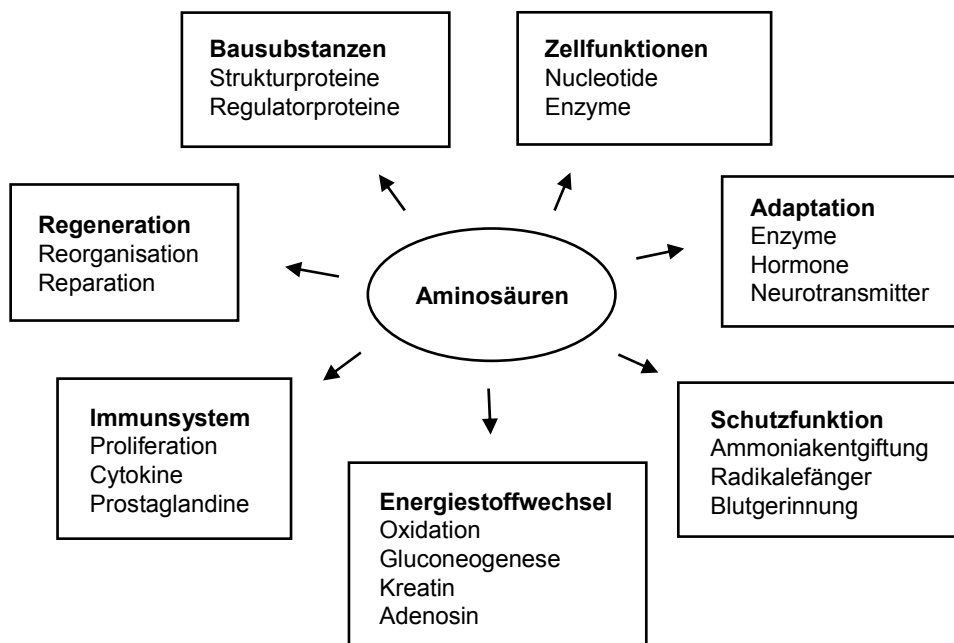 Bausubstanzen
Strukturproteine
Regulatorproteine
Zellfunktionen
Nucleotide
Enzyme
Regeneration
Reorganisation
Reparation
Adaptation
Enzyme
Hormone
Neurotransmitter
Aminosäuren
Immunsystem
Proliferation
Cytokine
Prostaglandine
Energiestoffwechsel
Oxidation
Gluconeogenese
Kreatin
Adenosin
Schutzfunktion
Ammoniakentgiftung
Radikalefänger
Blutgerinnung